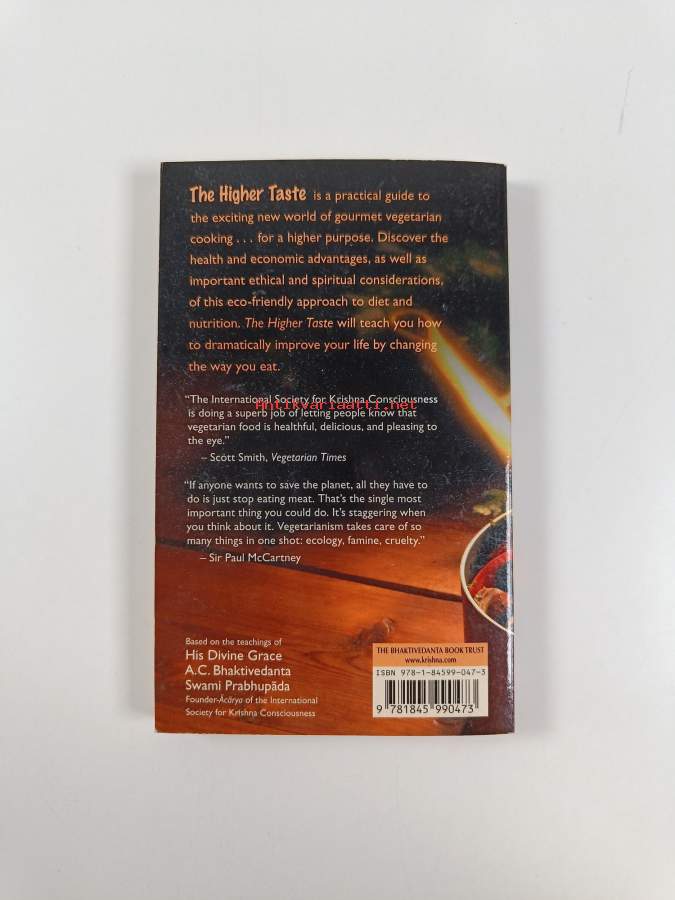 The Higher Taste is a practical guide to
the exciting new world of gourmet vegetarian
cooking . . . for a higher purpose. Discover the
health and economic advantages, as well as
important ethical and spiritual considerations,
of this eco-friendly approach to diet and
nutrition. The Higher Taste will teach you how
to dramatically improve your life by changing
the way you eat.
“The International Society for Krishna Consciousness
Antikvariaatti.net
is doing a superb job of letting people know that
vegetarian food is healthful, delicious, and pleasing to
the eye.”
– Scott Smith, Vegetarian Times
“If anyone wants to save the planet, all they have to
do is just stop eating meat. That’s the single most
important thing you could do. It’s staggering when
you think about it. Vegetarianism takes care of so
many things in one shot: ecology, famine, cruelty.”
– Sir Paul McCartney
Based on the teachings of
His Divine Grace
A.C. Bhaktivedanta
Swami Prabhupāda
Founder-Ācārya of the International
Society for Krishna Consciousness
THE BHAKTIVEDANTA BOOK TRUST
www.krishna.com
ISBN 978-1-84599-047-3
9 781845 990473